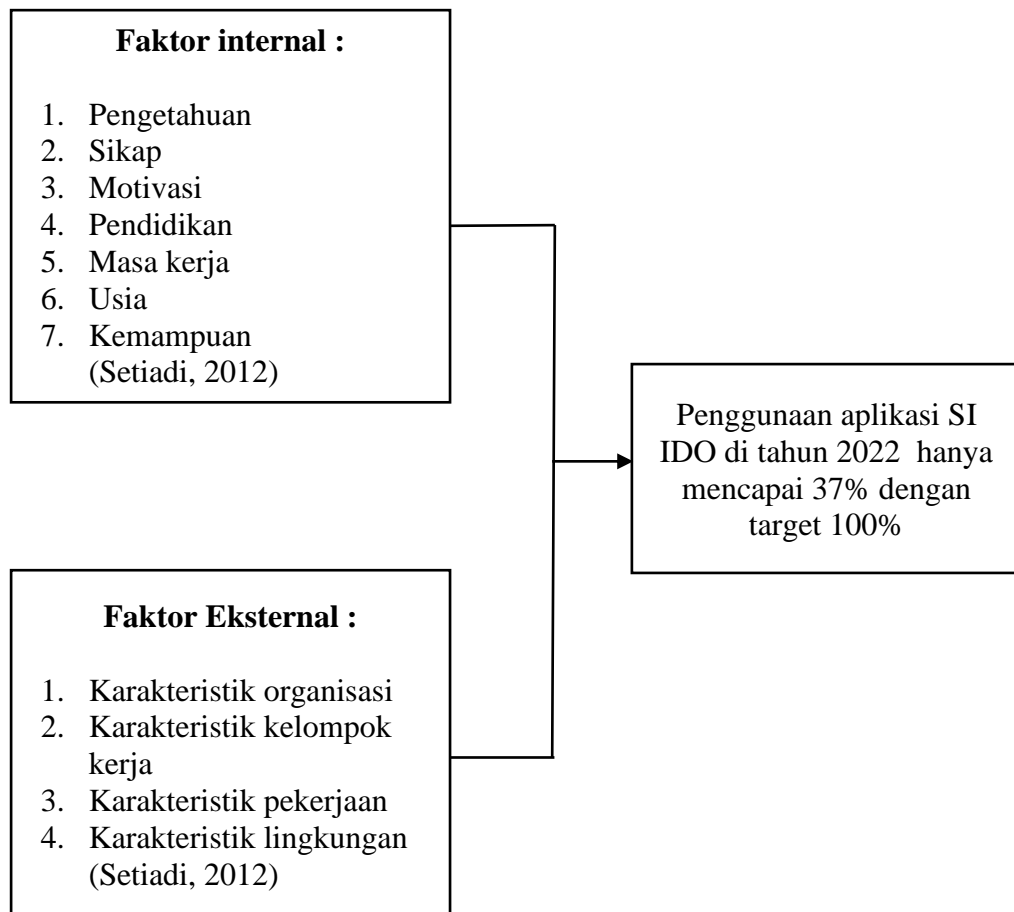 Faktor internal :
1. Pengetahuan
2. Sikap
3. Motivasi
4. Pendidikan
5. Masa kerja
6. Usia
7. Kemampuan
(Setiadi, 2012)
Penggunaan aplikasi SI
IDO di tahun 2022 hanya
mencapai 37% dengan
target 100%
Faktor Eksternal :
1. Karakteristik organisasi
2. Karakteristik kelompok
kerja
3. Karakteristik pekerjaan
4. Karakteristik lingkungan
(Setiadi, 2012)